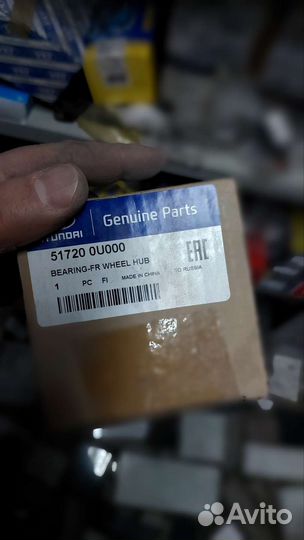 HYUNDAI Genuine Parts
51720 0U000
BEARING-FR WHEEL HUB
1 PC FI MADE IN CHINA TO RUSSIA
EAC
Avito